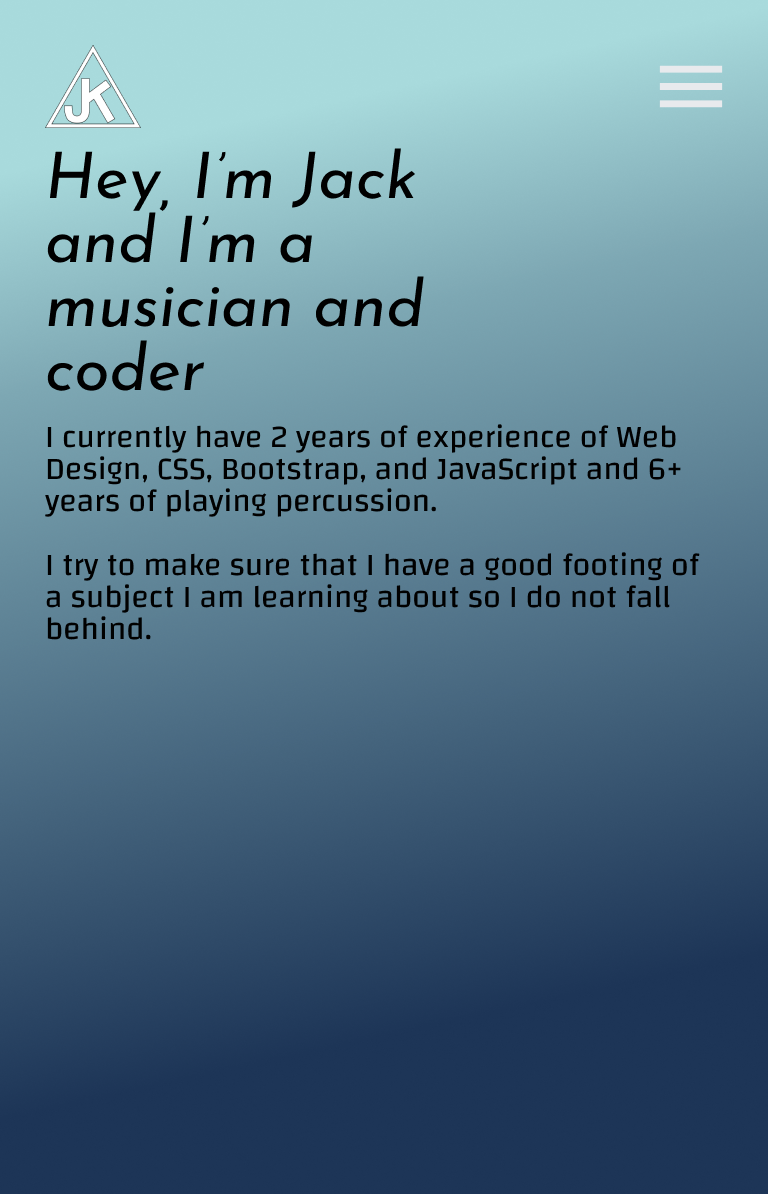 JK
Hey, I’m Jack
and I’m a
musician and
coder
I currently have 2 years of experience of Web
Design, CSS, Bootstrap, and JavaScript and 6+
years of playing percussion.
I try to make sure that I have a good footing of
a subject I am learning about so I do not fall
behind.